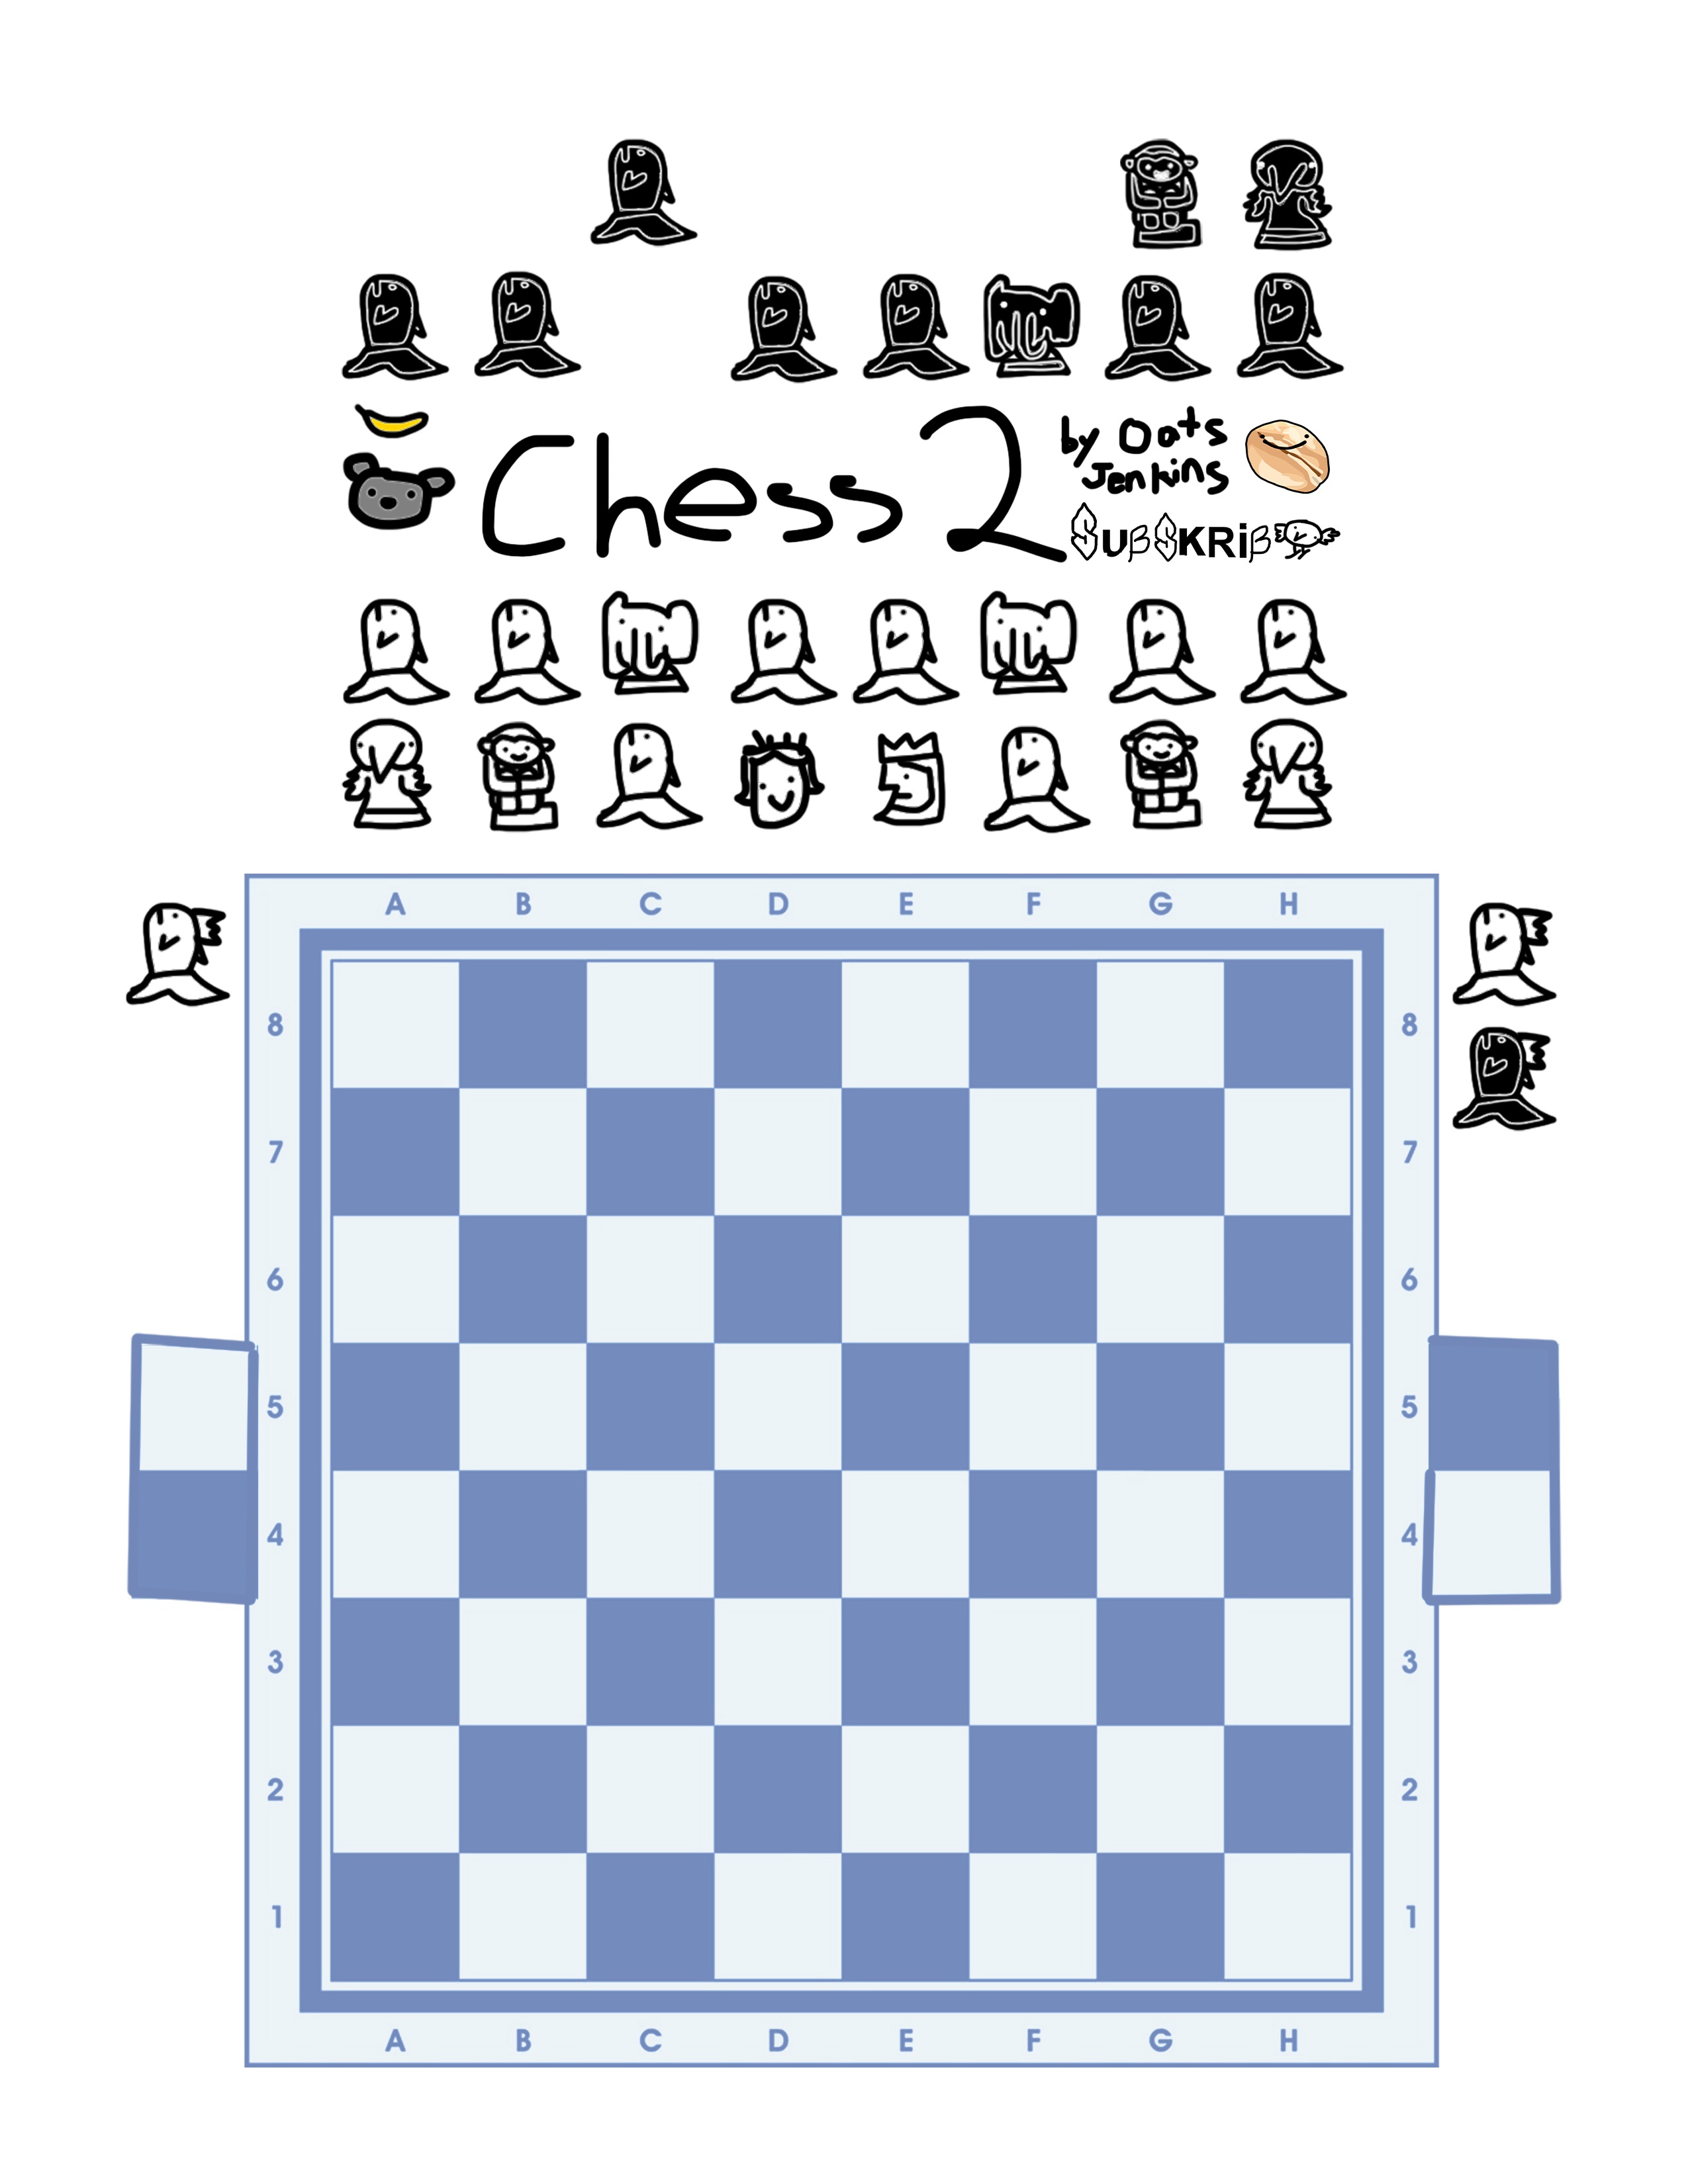 Chess 2
by Oats
Jenkins
SuβSKRiβ
A B C D E F G H
8 8
7 7
6 6
5 5
4 4
3 3
2 2
1 1
A B C D E F G H